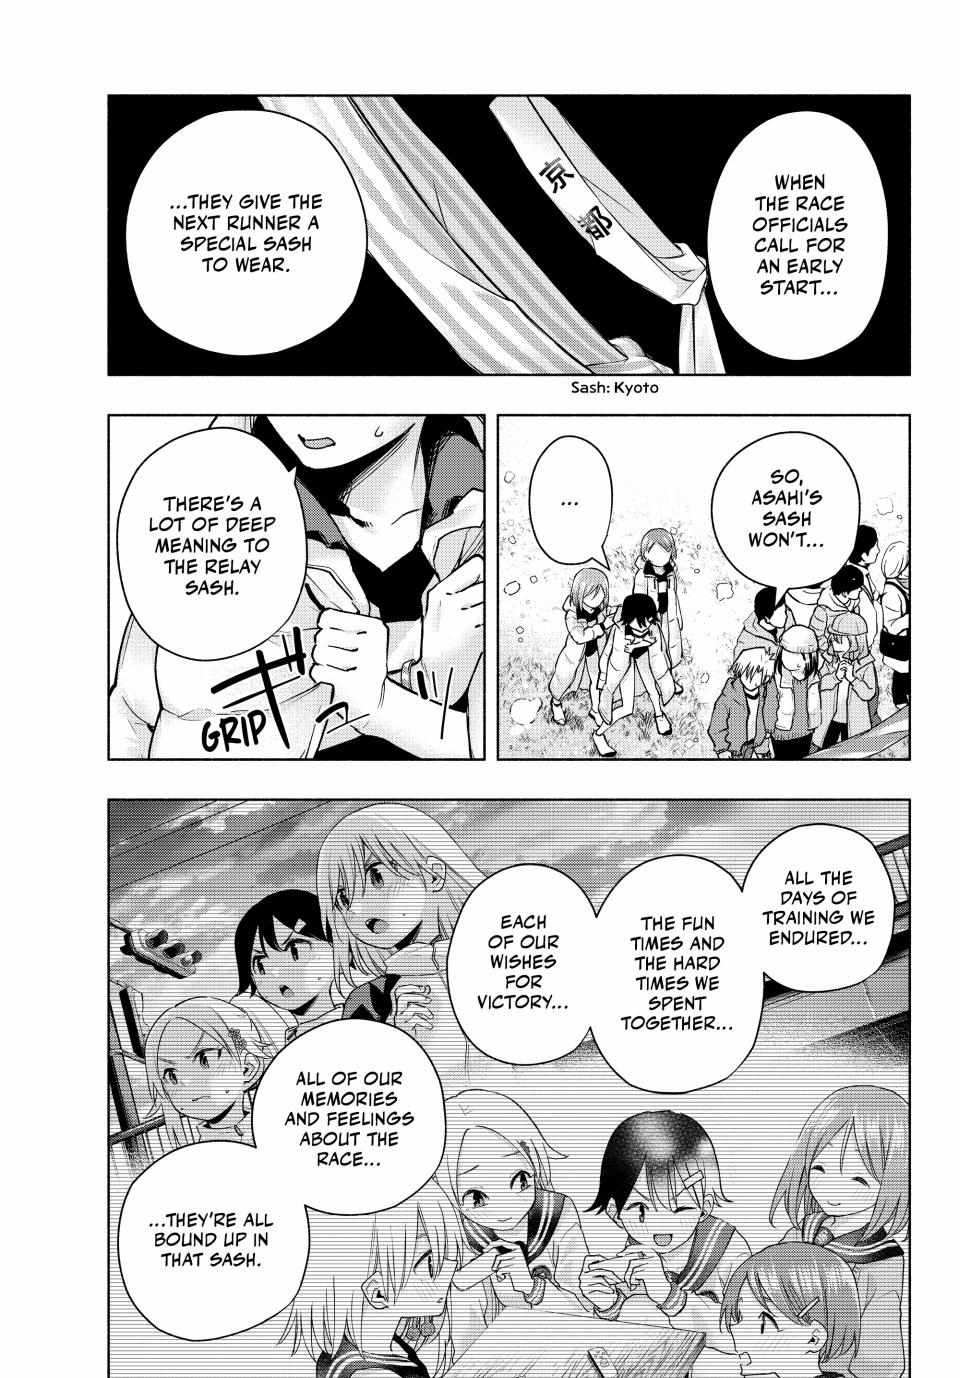 WHEN
THE RACE
OFFICIALS
CALL FOR
AN EARLY
START...
京都
...THEY GIVE THE
NEXT RUNNER A
SPECIAL SASH
TO WEAR.
Sash: Kyoto
SO,
ASAHI'S
SASH
WON'T...
...
THERE'S A
LOT OF DEEP
MEANING TO
THE RELAY
SASH.
GRIP
ALL THE
DAYS OF
TRAINING WE
ENDURED...
THE FUN
TIMES AND
THE HARD
TIMES WE
SPENT
TOGETHER...
EACH
OF OUR
WISHES
FOR
VICTORY...
ALL OF OUR
MEMORIES
AND FEELINGS
ABOUT THE
RACE...
...THEY'RE ALL
BOUND UP IN
THAT SASH.